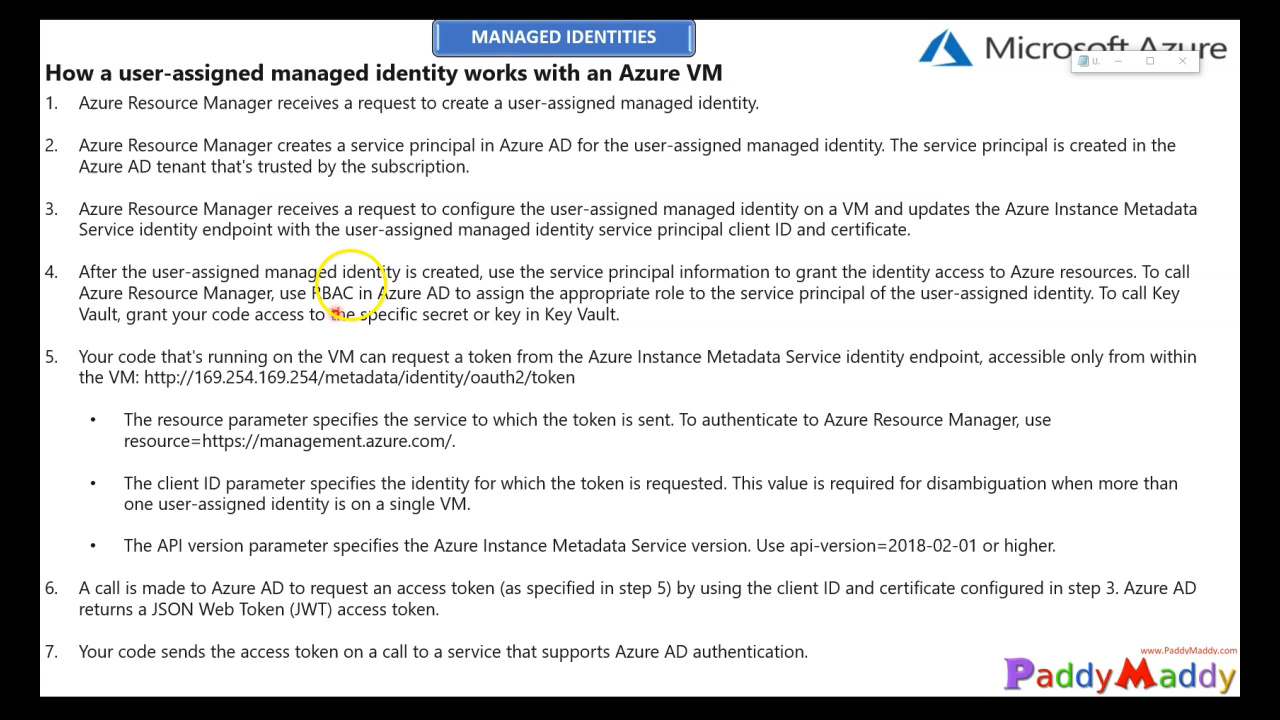 MANAGED IDENTITIES
Microsoft Azure
U.
How a user-assigned managed identity works with an Azure VM
1. Azure Resource Manager receives a request to create a user-assigned managed identity.
2. Azure Resource Manager creates a service principal in Azure AD for the user-assigned managed identity. The service principal is created in the
Azure AD tenant that's trusted by the subscription.
3. Azure Resource Manager receives a request to configure the user-assigned managed identity on a VM and updates the Azure Instance Metadata
Service identity endpoint with the user-assigned managed identity service principal client ID and certificate.
4. After the user-assigned managed identity is created, use the service principal information to grant the identity access to Azure resources. To call
Azure Resource Manager, use RBAC in Azure AD to assign the appropriate role to the service principal of the user-assigned identity. To call Key
Vault, grant your code access to the specific secret or key in Key Vault.
5. Your code that's running on the VM can request a token from the Azure Instance Metadata Service identity endpoint, accessible only from within
the VM: http://169.254.169.254/metadata/identity/oauth2/token
• The resource parameter specifies the service to which the token is sent. To authenticate to Azure Resource Manager, use
resource=https://management.azure.com/.
• The client ID parameter specifies the identity for which the token is requested. This value is required for disambiguation when more than
one user-assigned identity is on a single VM.
• The API version parameter specifies the Azure Instance Metadata Service version. Use api-version=2018-02-01 or higher.
6. A call is made to Azure AD to request an access token (as specified in step 5) by using the client ID and certificate configured in step 3. Azure AD
returns a JSON Web Token (JWT) access token.
7. Your code sends the access token on a call to a service that supports Azure AD authentication.
www.PaddyMaddy.com
PaddyMaddy